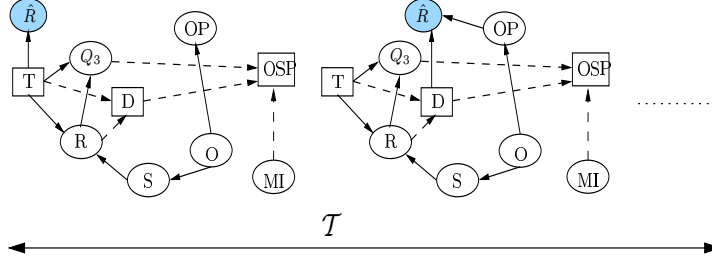 R̂ OP R̂ OP
Q₃ Q₃
T OSP T OSP
D D
R O R O
S MI S MI
𝒯